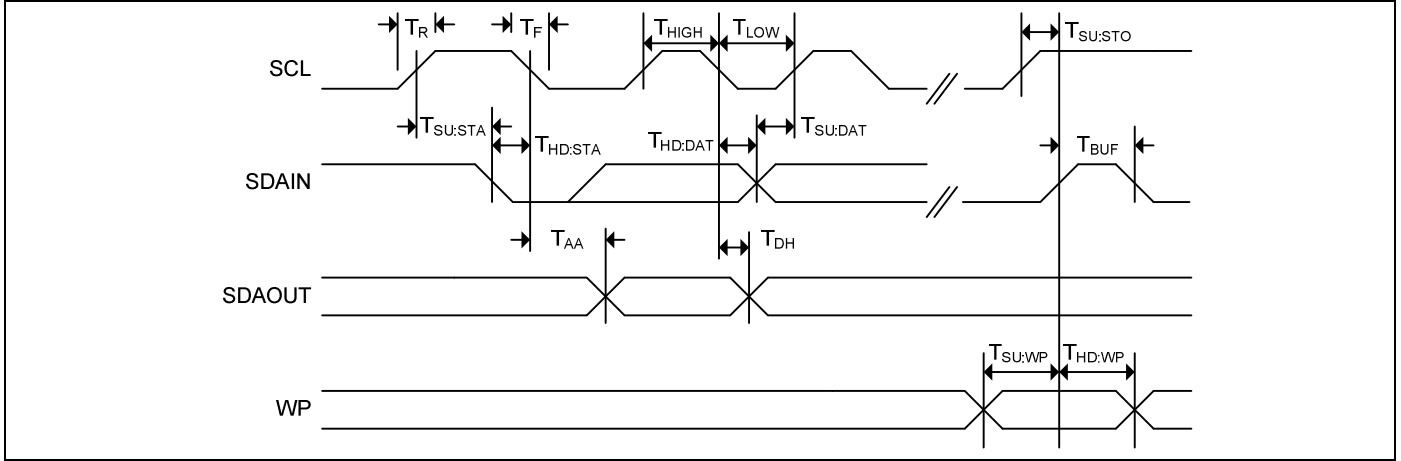 TR TF THIGH TLOW TSU:STO
SCL
TSU:STA THD:STA THD:DAT TSU:DAT TBUF
SDAIN
TAA TDH
SDAOUT
TSU:WP THD:WP
WP